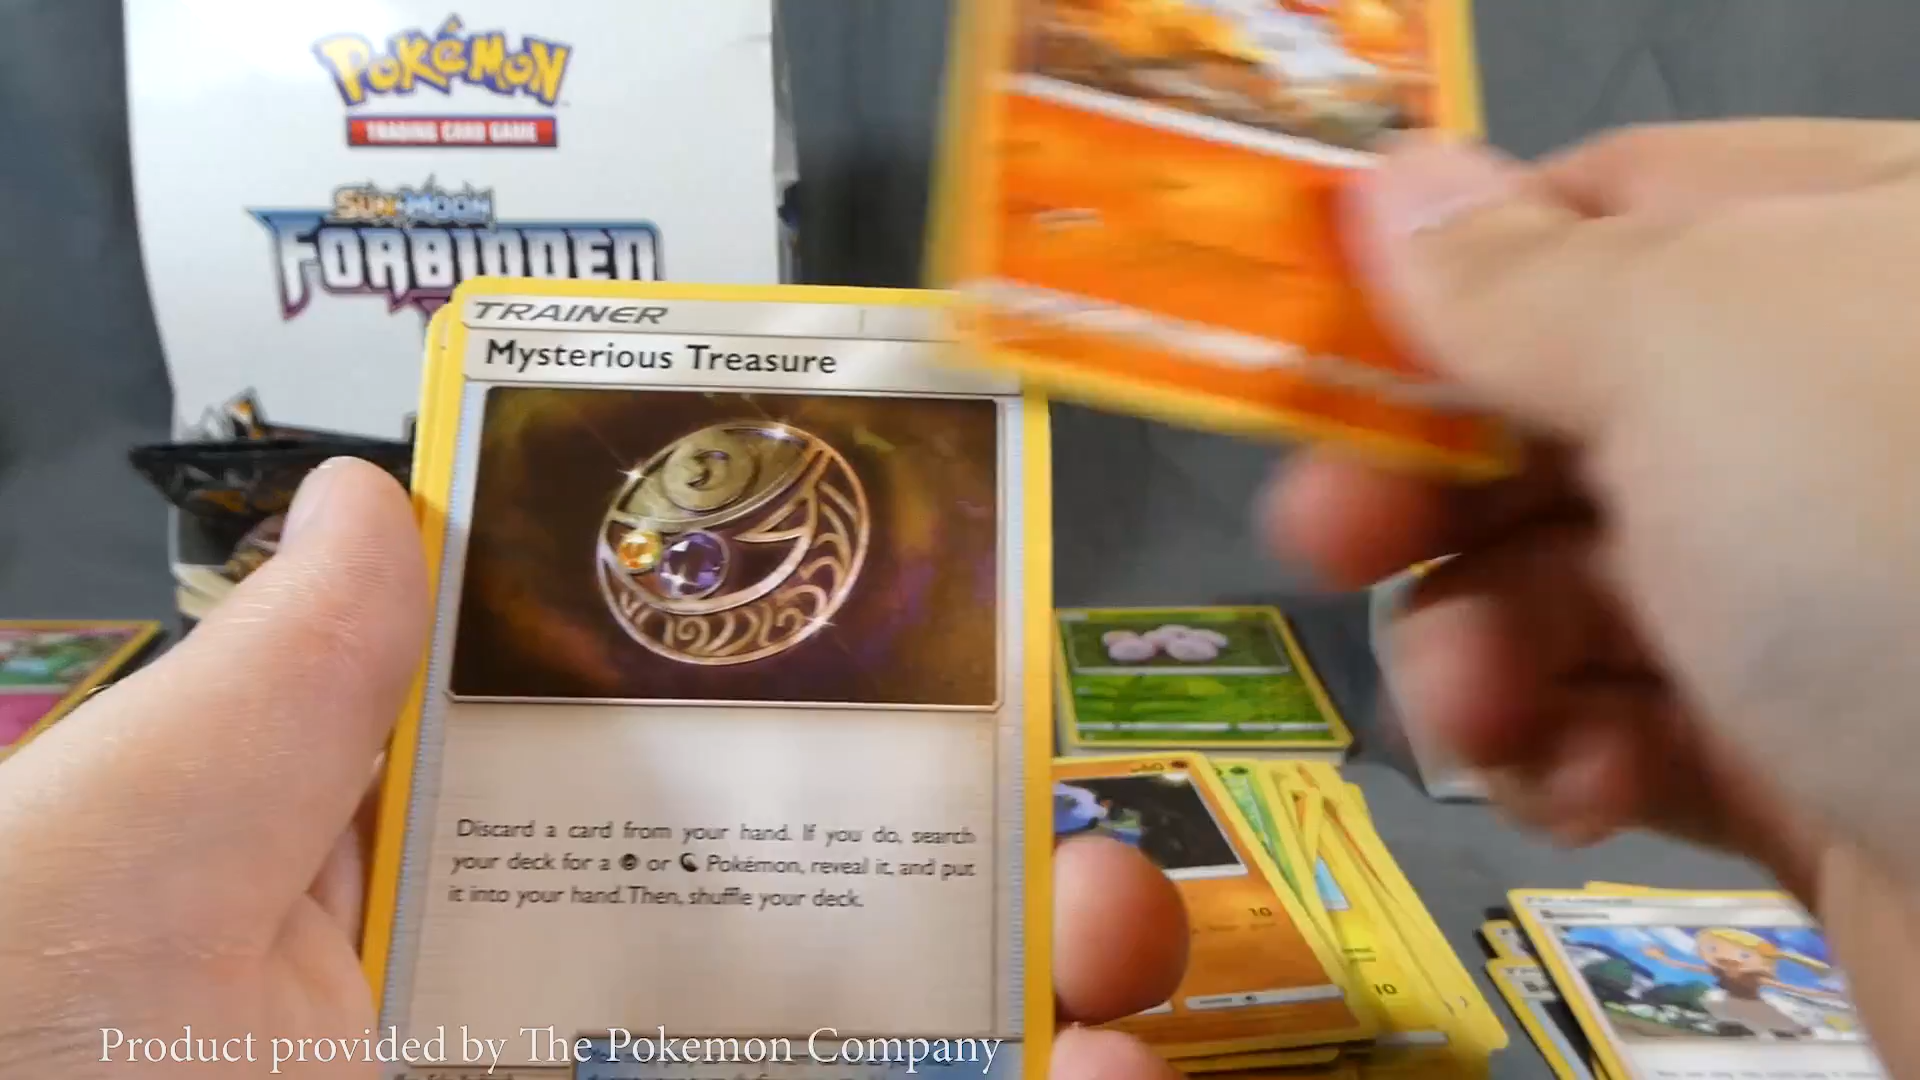 POKéMON
TRADING CARD GAME
SUN & MOON
FORBIDDEN
TRAINER
Mysterious Treasure
Discard a card from your hand. If you do, search
your deck for a or Pokémon, reveal it, and put
it into your hand. Then, shuffle your deck.
10
10
Product provided by The Pokemon Company